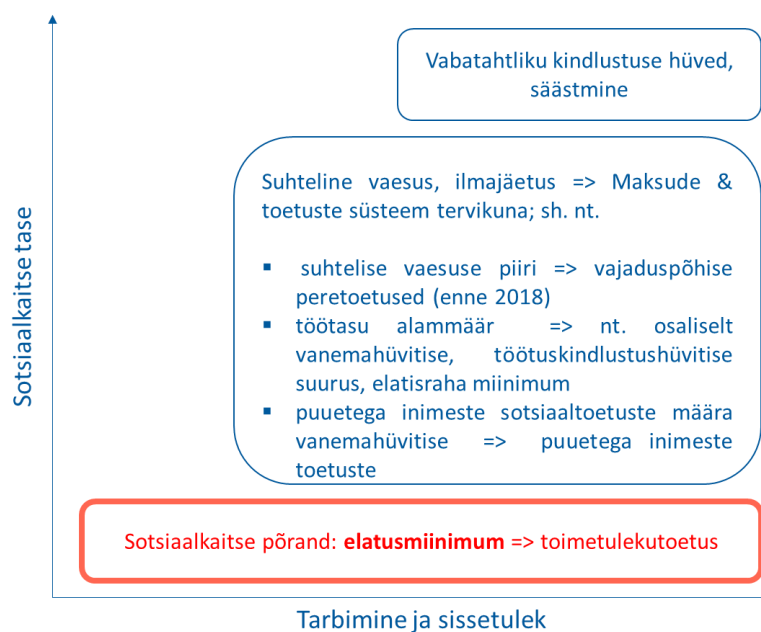 Vabatahtliku kindlustuse hüved,
säästmine
Suhteline vaesus, ilmajäetus => Maksude &
toetuste süsteem tervikuna; sh. nt.
▪ suhtelise vaesuse piiri => vajaduspõhise
peretoetused (enne 2018)
▪ töötasu alammäär => nt. osaliselt
vanemahüvitise, töötuskindlustushüvitise
suurus, elatisraha miinimum
▪ puuetega inimeste sotsiaaltoetuste määra
vanemahüvitise => puuetega inimeste
toetuste
Sotsiaalkaitse põrand: elatusmiinimum => toimetulekutoetus
Sotsiaalkaitse tase
Tarbimine ja sissetulek